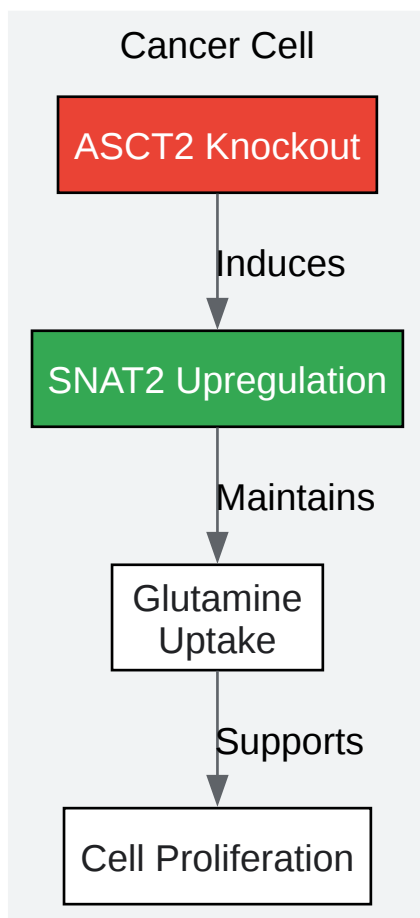 Cancer Cell
ASCT2 Knockout
Induces
SNAT2 Upregulation
Maintains
Glutamine
Uptake
Supports
Cell Proliferation